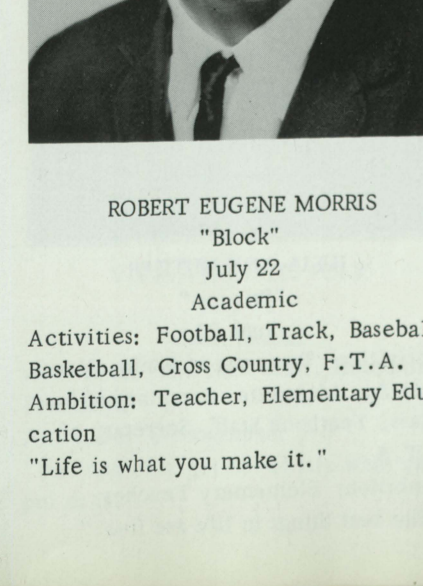 ROBERT EUGENE MORRIS
"Block"
July 22
Academic
Activities: Football, Track, Basebal
Basketball, Cross Country, F.T.A.
Ambition: Teacher, Elementary Edu
cation
"Life is what you make it."